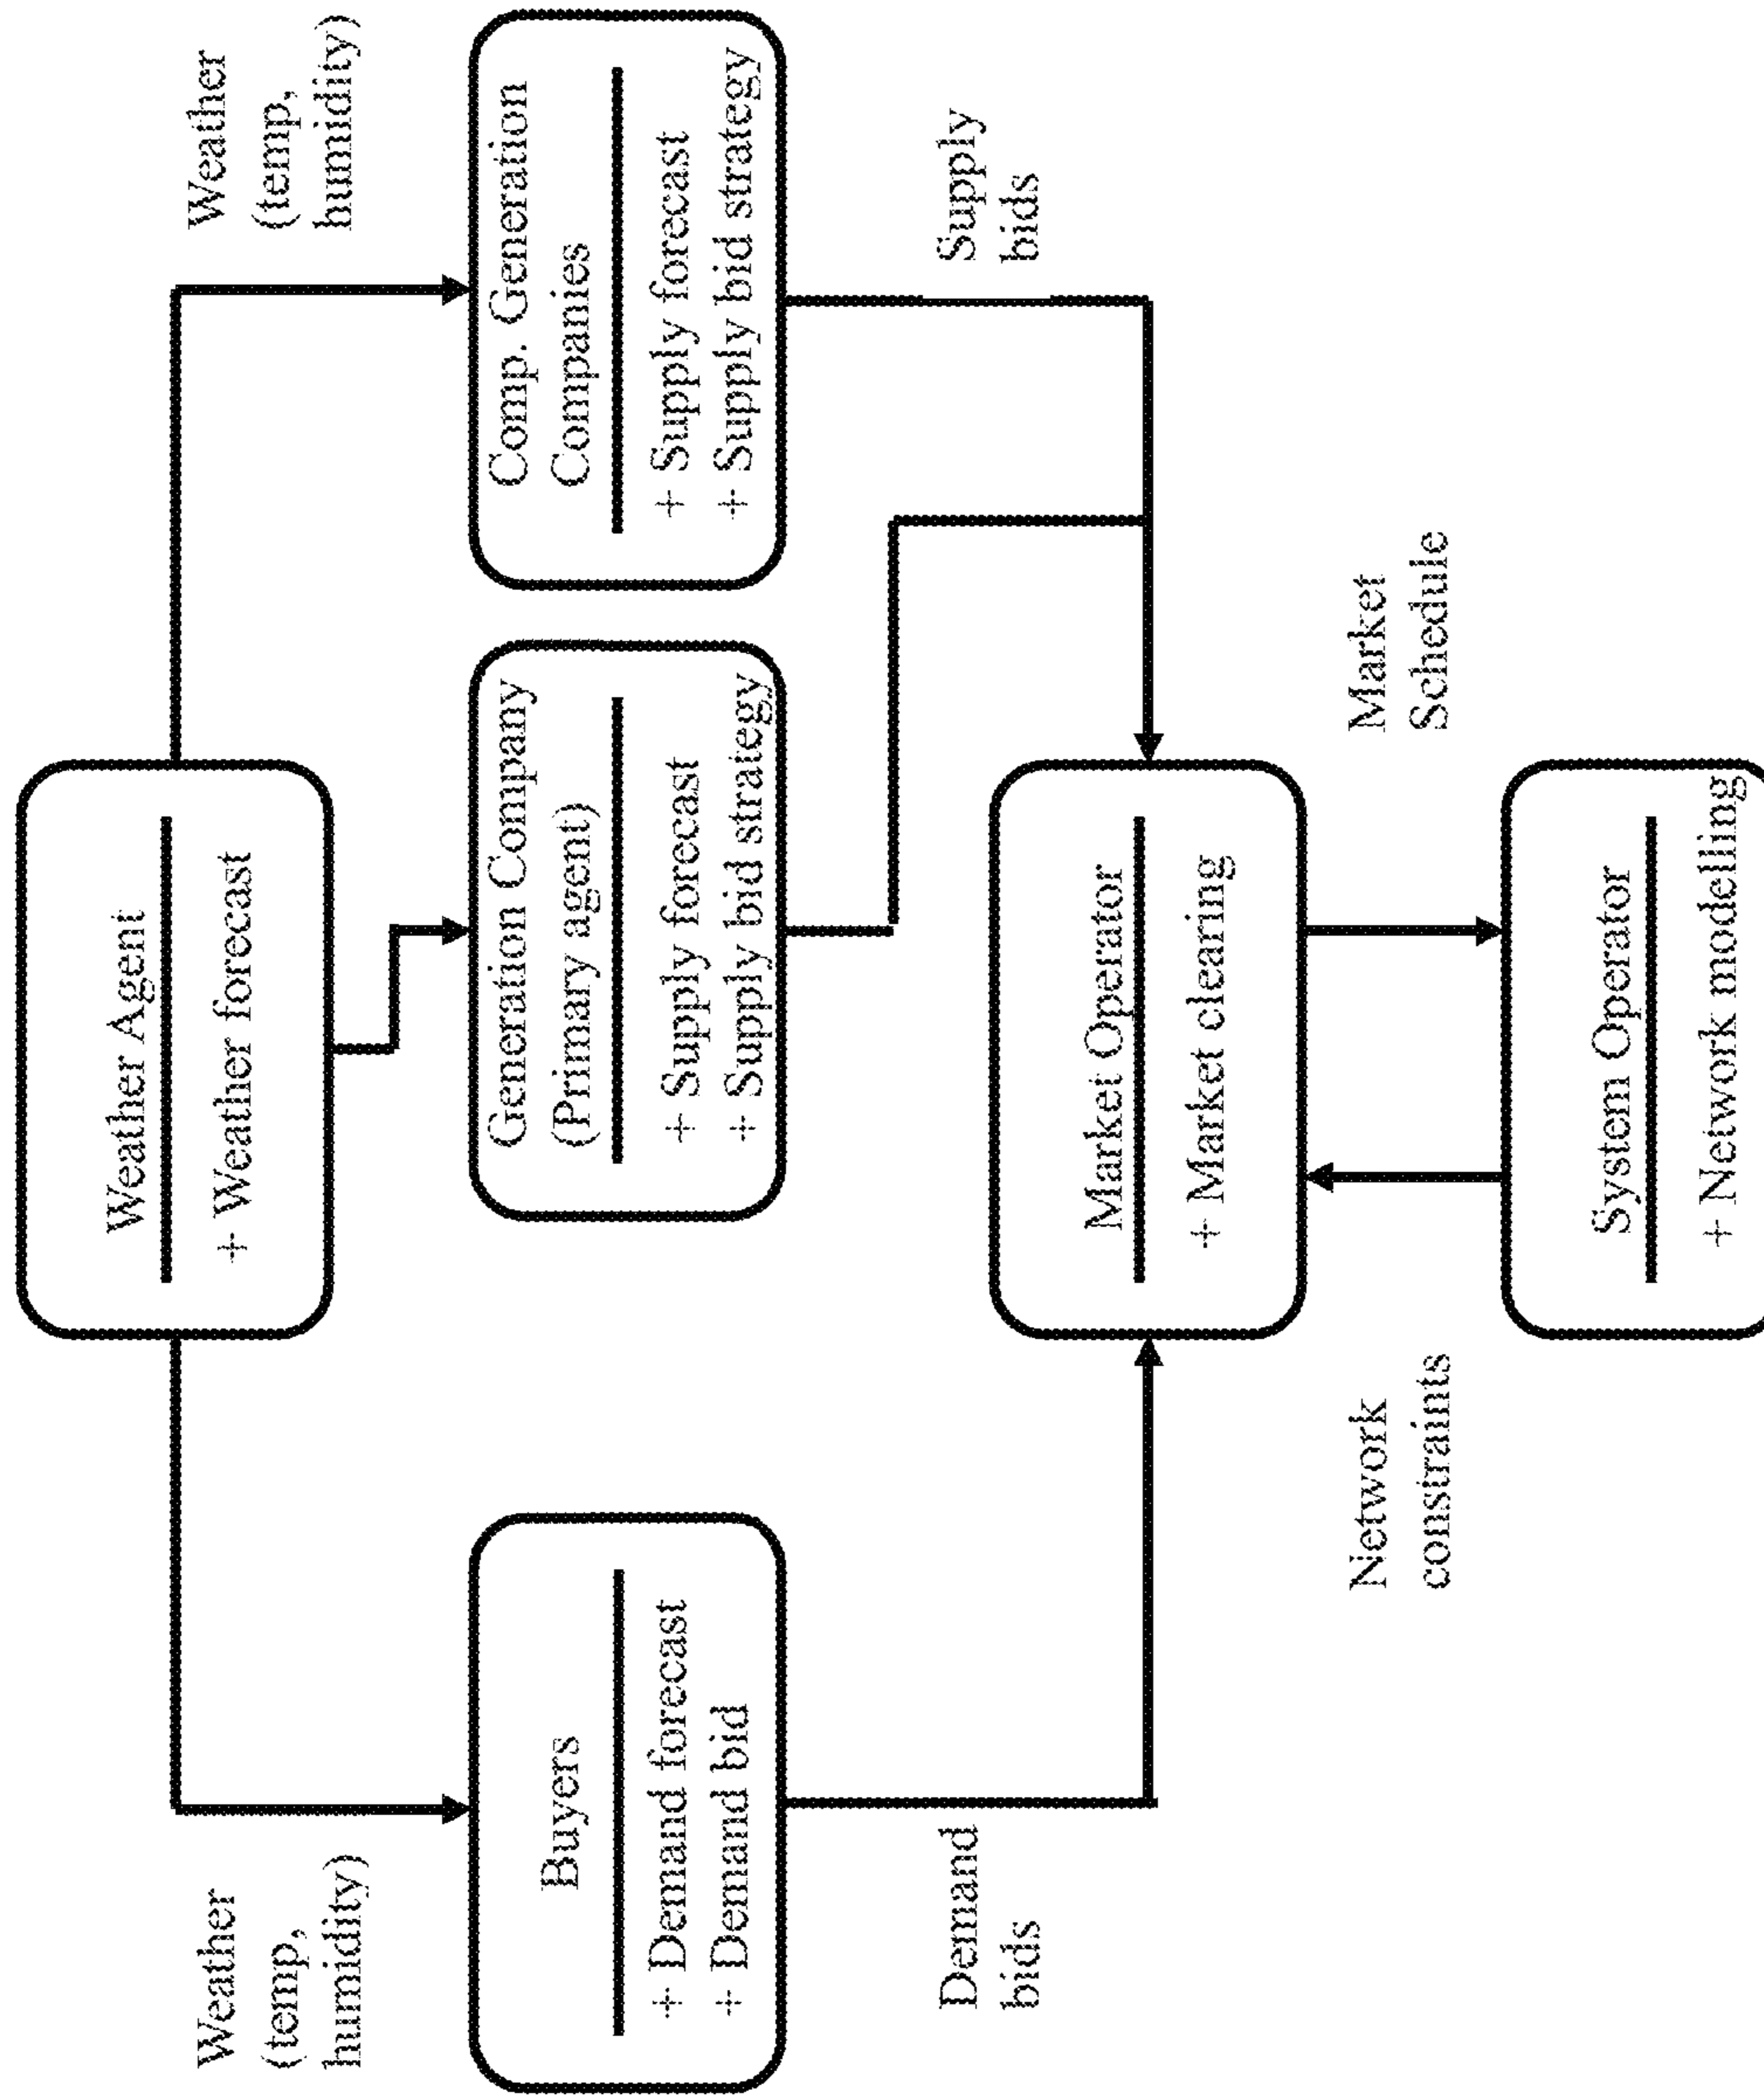 Weather Agent
+ Weather forecast
Weather
(temp,
humidity)
Weather
(temp,
humidity)
Buyers
+ Demand forecast
+ Demand bid
Generation Company
(Primary agent)
+ Supply forecast
+ Supply bid strategy
Comp. Generation
Companies
+ Supply forecast
+ Supply bid strategy
Demand
bids
Supply
bids
Market Operator
+ Market clearing
Network
constraints
Market
Schedule
System Operator
+ Network modelling